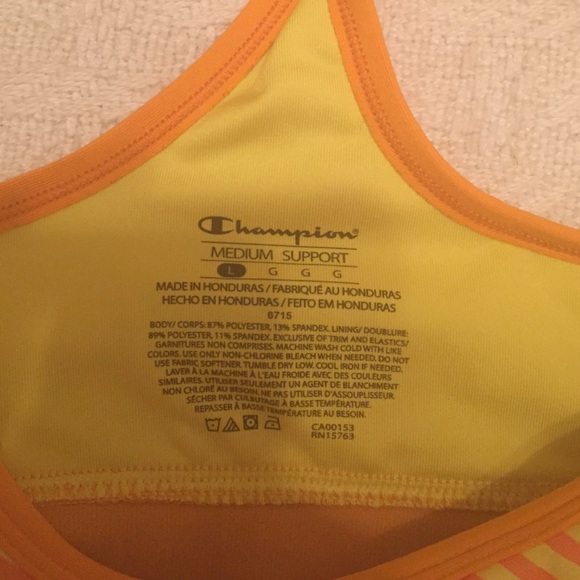 Champion®
MEDIUM SUPPORT
L G G G
MADE IN HONDURAS / FABRIQUÉ AU HONDURAS
HECHO EN HONDURAS / FEITO EM HONDURAS
6715
BODY/ CORPS: 87% POLYESTER, 13% SPANDEX. LINING/ DOUBLURE:
89% POLYESTER, 11% SPANDEX. EXCLUSIVE OF TRIM AND ELASTICS/
GARNITURES NON COMPRISES. MACHINE WASH COLD WITH LIKE
COLORS. USE ONLY NON-CHLORINE BLEACH WHEN NEEDED. DO NOT
USE FABRIC SOFTENER. TUMBLE DRY LOW. COOL IRON IF NEEDED.
LAVER À LA MACHINE À L'EAU FROIDE AVEC DES COULEURS
SIMILAIRES. UTILISER SEULEMENT UN AGENT DE BLANCHIMENT
NON CHLORÉ AU BESOIN. NE PAS UTILISER D'ASSOUPLISSEUR.
SÉCHER PAR CULBUTAGE À BASSE TEMPÉRATURE.
REPASSER À BASSE TEMPÉRATURE AU BESOIN.
CA00153
RN15763